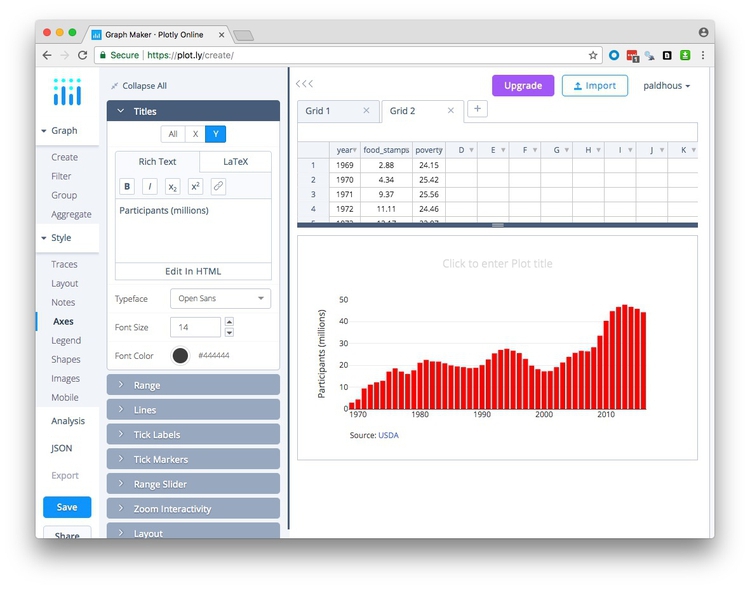 Graph Maker · Plotly Online
Secure | https://plot.ly/create/
1
Collapse All
Upgrade
Import
paldhous
Titles
Grid 1
Grid 2
Graph
All X Y
Create
Rich Text LaTeX
year food_stamps poverty D E F G H I J K
Filter
1 1969 2.88 24.15
B I x2 x2
2 1970 4.34 25.42
Group
3 1971 9.37 25.56
Aggregate
Participants (millions)
4 1972 11.11 24.46
Style
Traces
Edit In HTML
Click to enter Plot title
Layout
Notes
Typeface Open Sans
Axes
Font Size 14
Legend
Font Color #444444
Shapes
Images
Mobile
Range
Analysis
Lines
JSON
Tick Labels
Export
Tick Markers
Save
Range Slider
Share
Zoom Interactivity
Layout
Participants (millions)
50
40
30
20
10
0
1970 1980 1990 2000 2010
Source: USDA